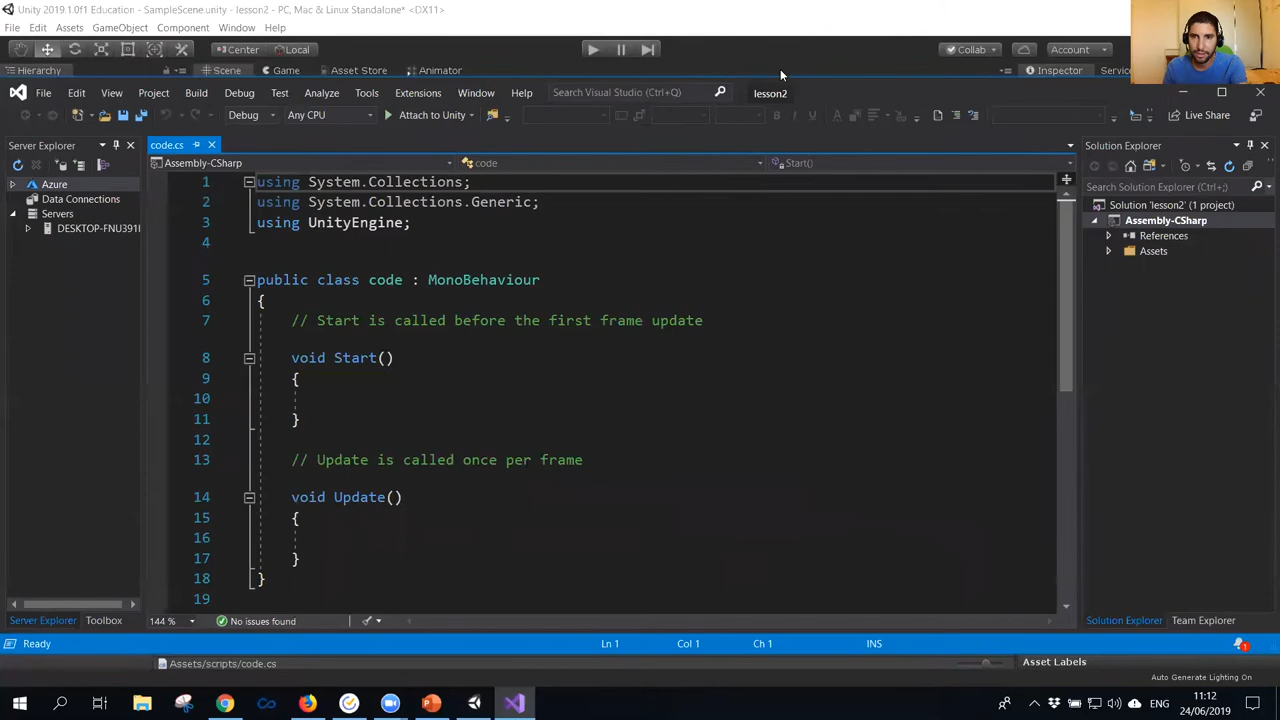 Unity 2019.1.0f1 Education - SampleScene.unity - lesson2 - PC, Mac & Linux Standalone* <DX11>
File Edit Assets GameObject Component Window Help
Center Local Collab Account
Hierarchy Scene Game Asset Store Animator Inspector Servic
File Edit View Project Build Debug Test Analyze Tools Extensions Window Help Search Visual Studio (Ctrl+Q) lesson2
Debug Any CPU Attach to Unity Live Share
Server Explorer code.cs Solution Explorer
Assembly-CSharp code Start()
Azure
Data Connections
Servers
DESKTOP-FNU391
1 using System.Collections;
2 using System.Collections.Generic;
3 using UnityEngine;
4
5 public class code : MonoBehaviour
6 {
7 // Start is called before the first frame update
8 void Start()
9 {
10
11 }
12
13 // Update is called once per frame
14 void Update()
15 {
16
17 }
18 }
19
Search Solution Explorer (Ctrl+;)
Solution 'lesson2' (1 project)
Assembly-CSharp
References
Assets
Server Explorer Toolbox 144 % No issues found Solution Explorer Team Explorer
Ready Ln 1 Col 1 Ch 1 INS 1
Assets/scripts/code.cs Asset Labels
Auto Generate Lighting On
ENG 11:12
24/06/2019